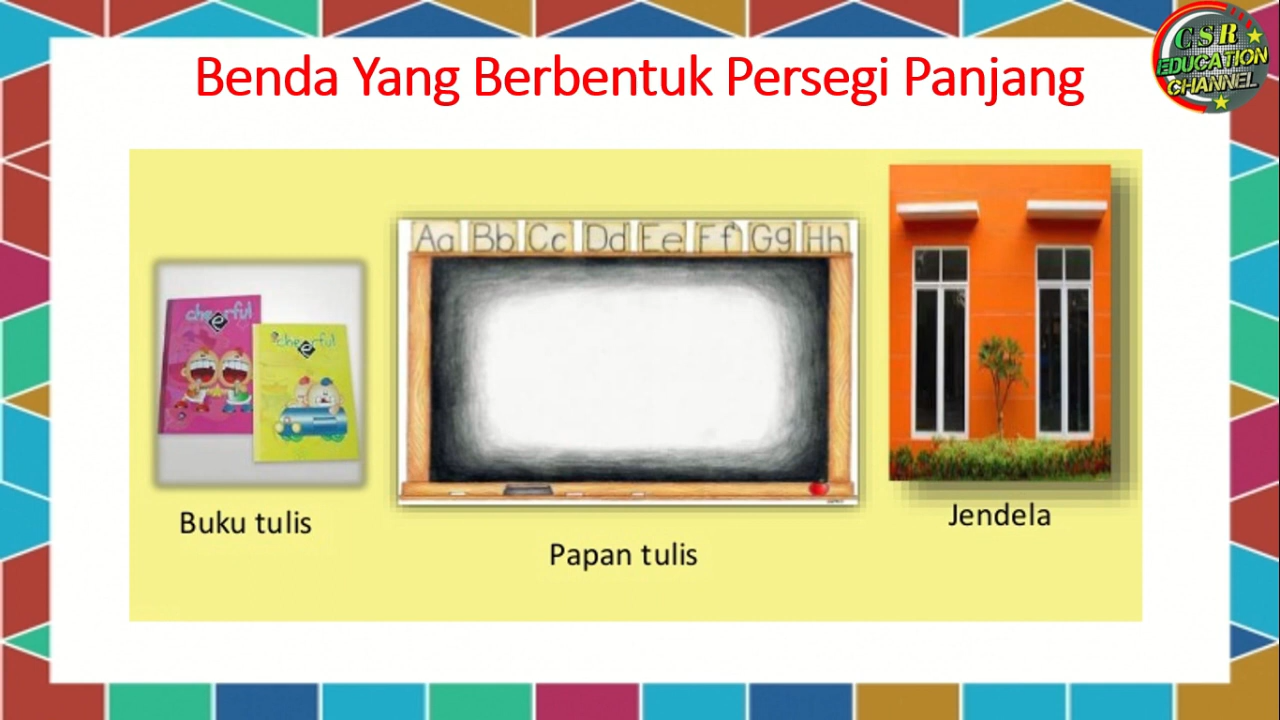 Benda Yang Berbentuk Persegi Panjang
CSR
EDUCATION
CHANNEL
Aa Bb Cc Dd Ee Ff Gg Hh
cheerful
cheerful
Buku tulis
Papan tulis
Jendela